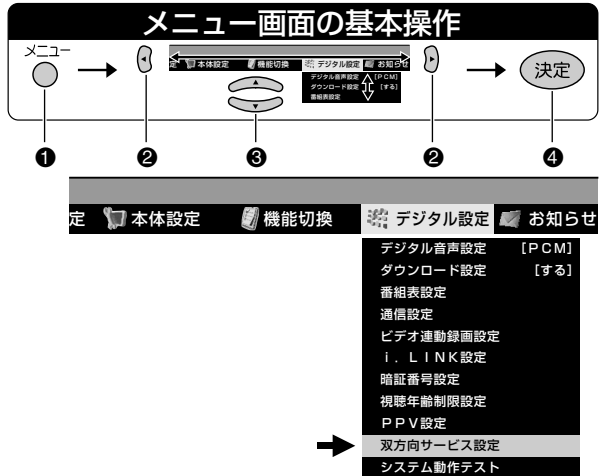 メニュー画面の基本操作
メニュー
定 本体設定 機能切換 デジタル設定 お知らせ
デジタル音声設定 [PCM]
ダウンロード設定 [する]
番組表設定
決定
❶ ❷ ❸ ❷ ❹
定 本体設定 機能切換 デジタル設定 お知らせ
デジタル音声設定 [PCM]
ダウンロード設定 [する]
番組表設定
通信設定
ビデオ連動録画設定
i．LINK設定
暗証番号設定
視聴年齢制限設定
PPV設定
双方向サービス設定
システム動作テスト